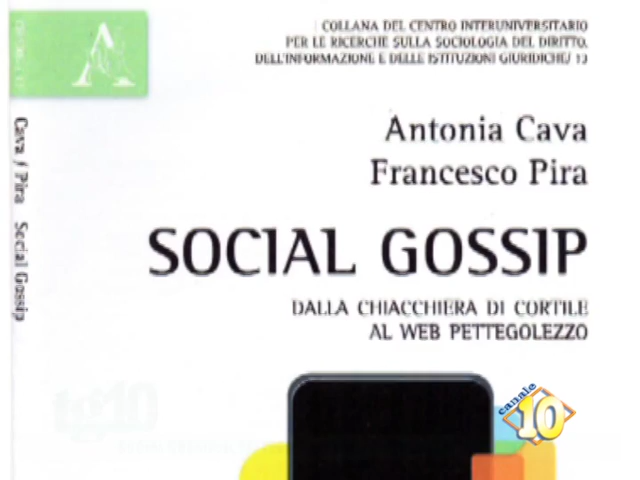 COLLANA DEL CENTRO INTERUNIVERSITARIO
PER LE RICERCHE SULLA SOCIOLOGIA DEL DIRITTO,
DELL'INFORMAZIONE E DELLE ISTITUZIONI GIURIDICHE/ 13
Antonia Cava
Francesco Pira
SOCIAL GOSSIP
DALLA CHIACCHIERA DI CORTILE
AL WEB PETTEGOLEZZO
Cava / Pira Social Gossip
tg10
canale
10